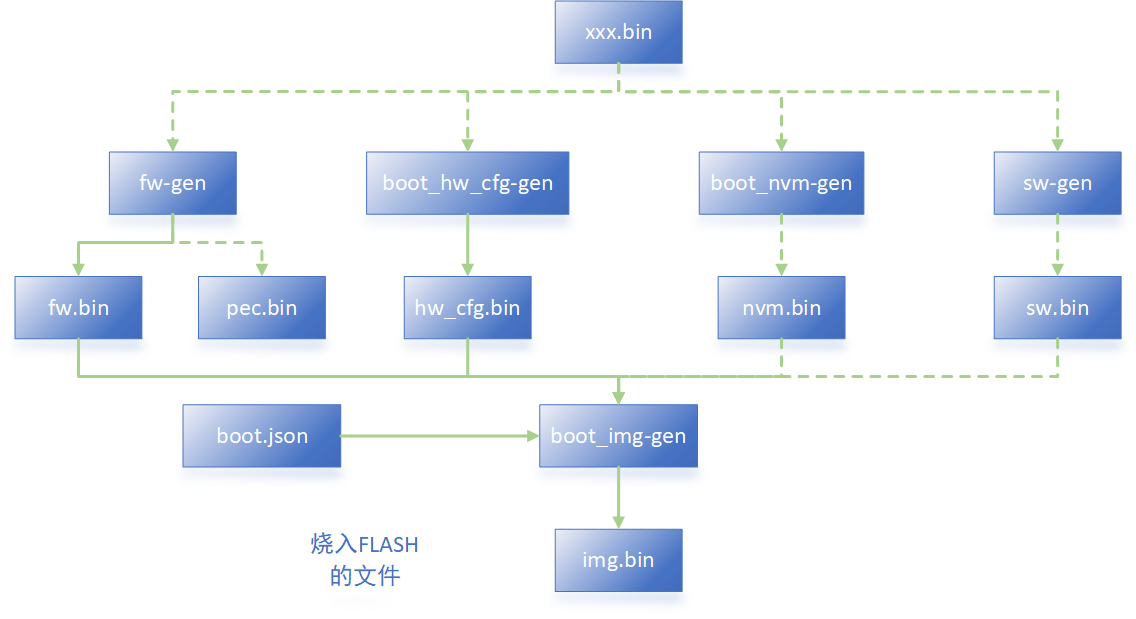 xxx.bin
fw-gen
boot_hw_cfg-gen
boot_nvm-gen
sw-gen
fw.bin
pec.bin
hw_cfg.bin
nvm.bin
sw.bin
boot.json
boot_img-gen
烧入FLASH
的文件
img.bin